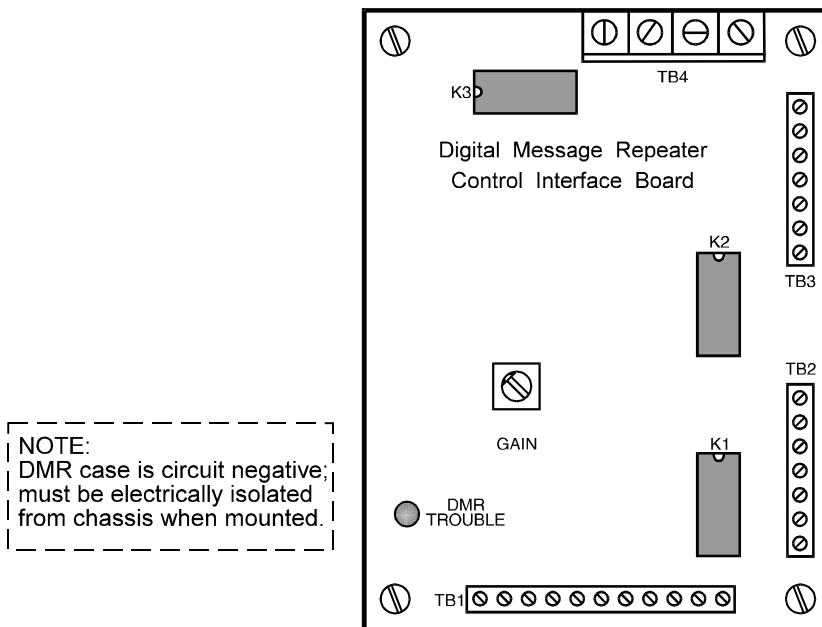 TB4
K3
Digital Message Repeater
Control Interface Board
K2
TB3
TB2
GAIN
K1
NOTE:
DMR case is circuit negative;
must be electrically isolated
from chassis when mounted.
DMR
TROUBLE
TB1